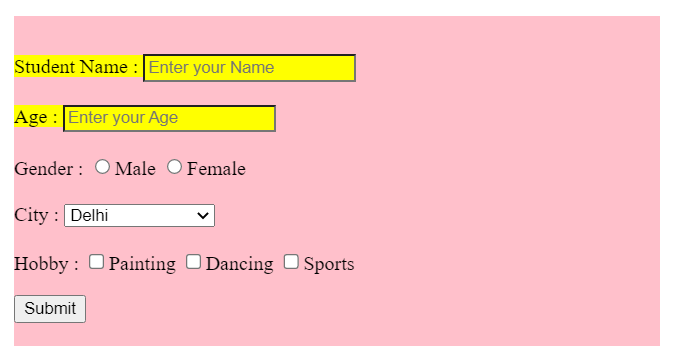 Student Name : Enter your Name
Age : Enter your Age
Gender : Male Female
City : Delhi
Hobby : Painting Dancing Sports
Submit